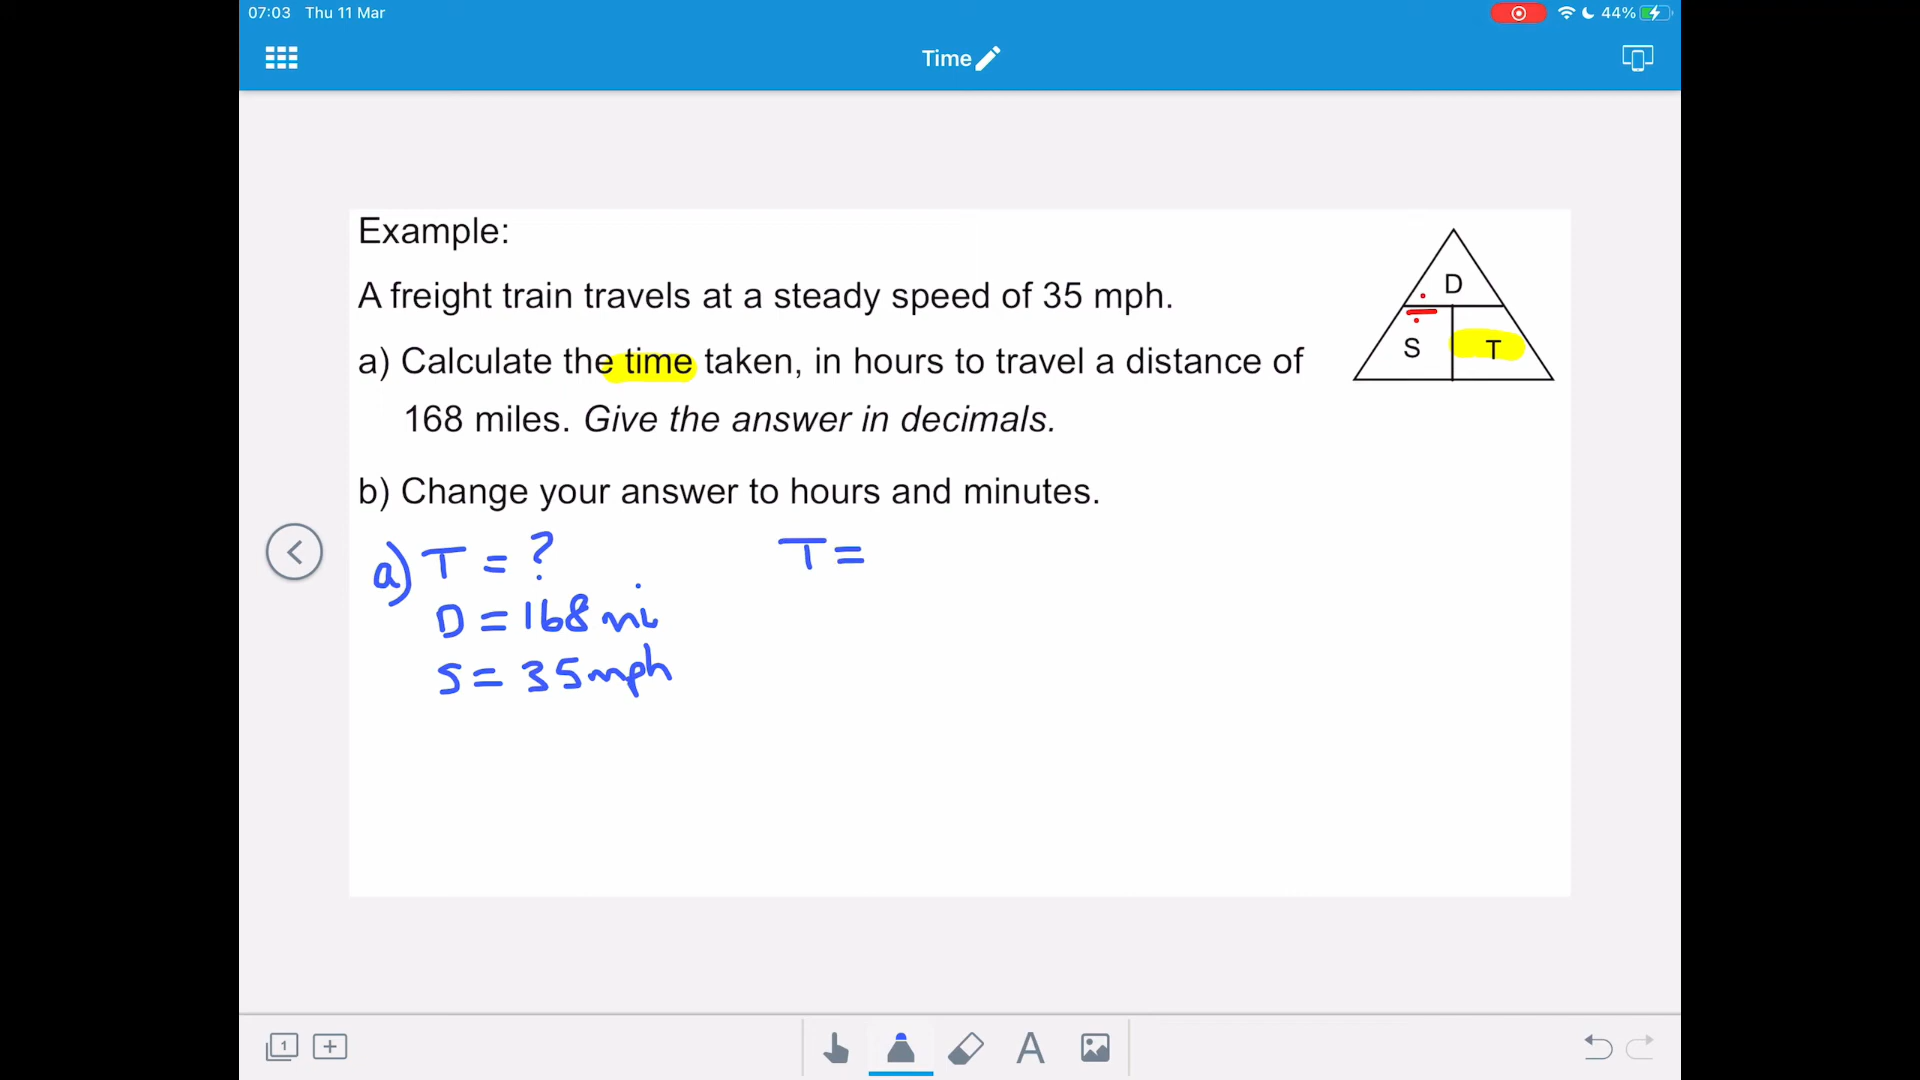 07:03 Thu 11 Mar
44%
Time
Example:
A freight train travels at a steady speed of 35 mph.
a) Calculate the time taken, in hours to travel a distance of
168 miles. Give the answer in decimals.
b) Change your answer to hours and minutes.
D
÷
S T
a) T = ?
D = 168 mi
S = 35mph
T =
1
A